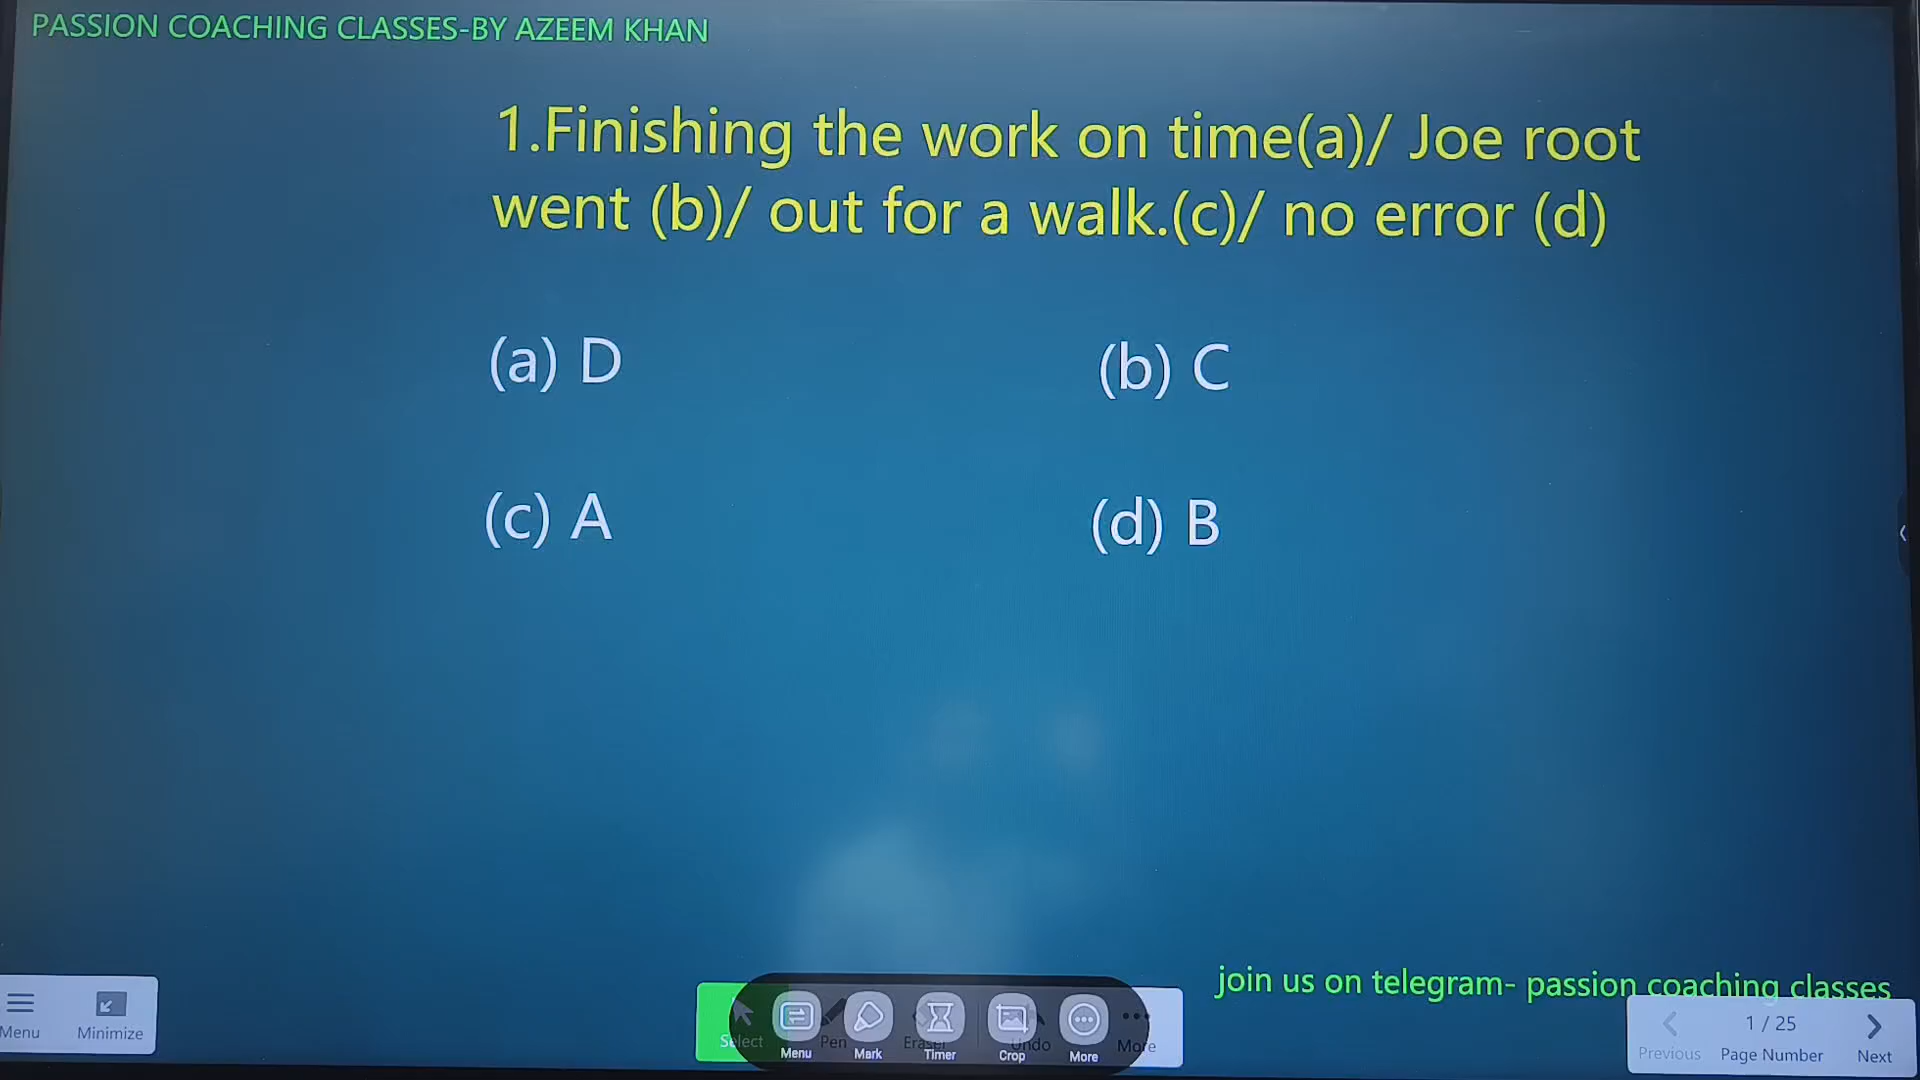 PASSION COACHING CLASSES-BY AZEEM KHAN
1.Finishing the work on time(a)/ Joe root
went (b)/ out for a walk.(c)/ no error (d)
(a) D
(b) C
(c) A
(d) B
join us on telegram- passion coaching classes
Menu
Minimize
Select
Menu
Pen
Mark
Eraser
Timer
Crop
Undo
More
More
1 / 25
Previous
Page Number
Next